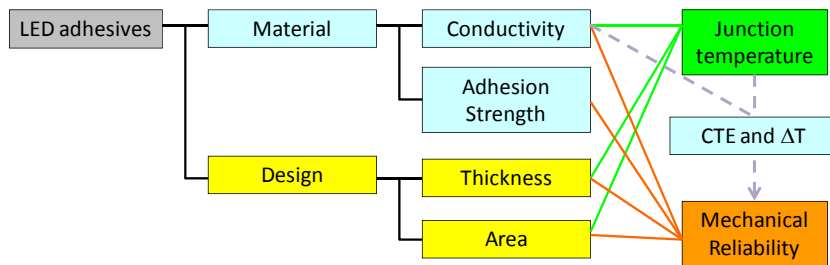 LED adhesives
Material
Conductivity
Junction
temperature
Adhesion
Strength
CTE and ΔT
Design
Thickness
Area
Mechanical
Reliability